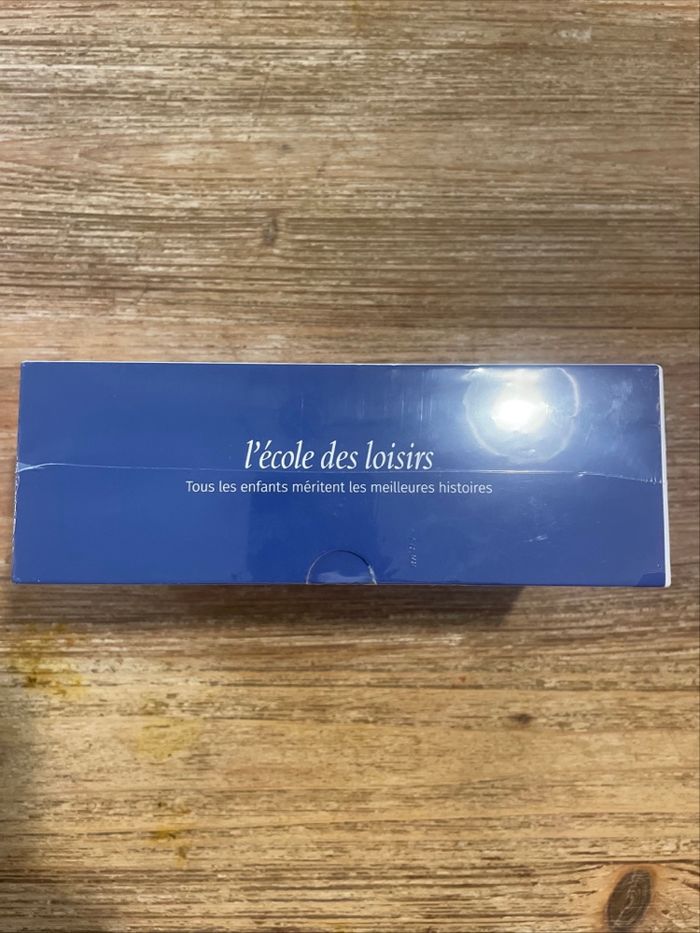 l'école des loisirs
Tous les enfants méritent les meilleures histoires